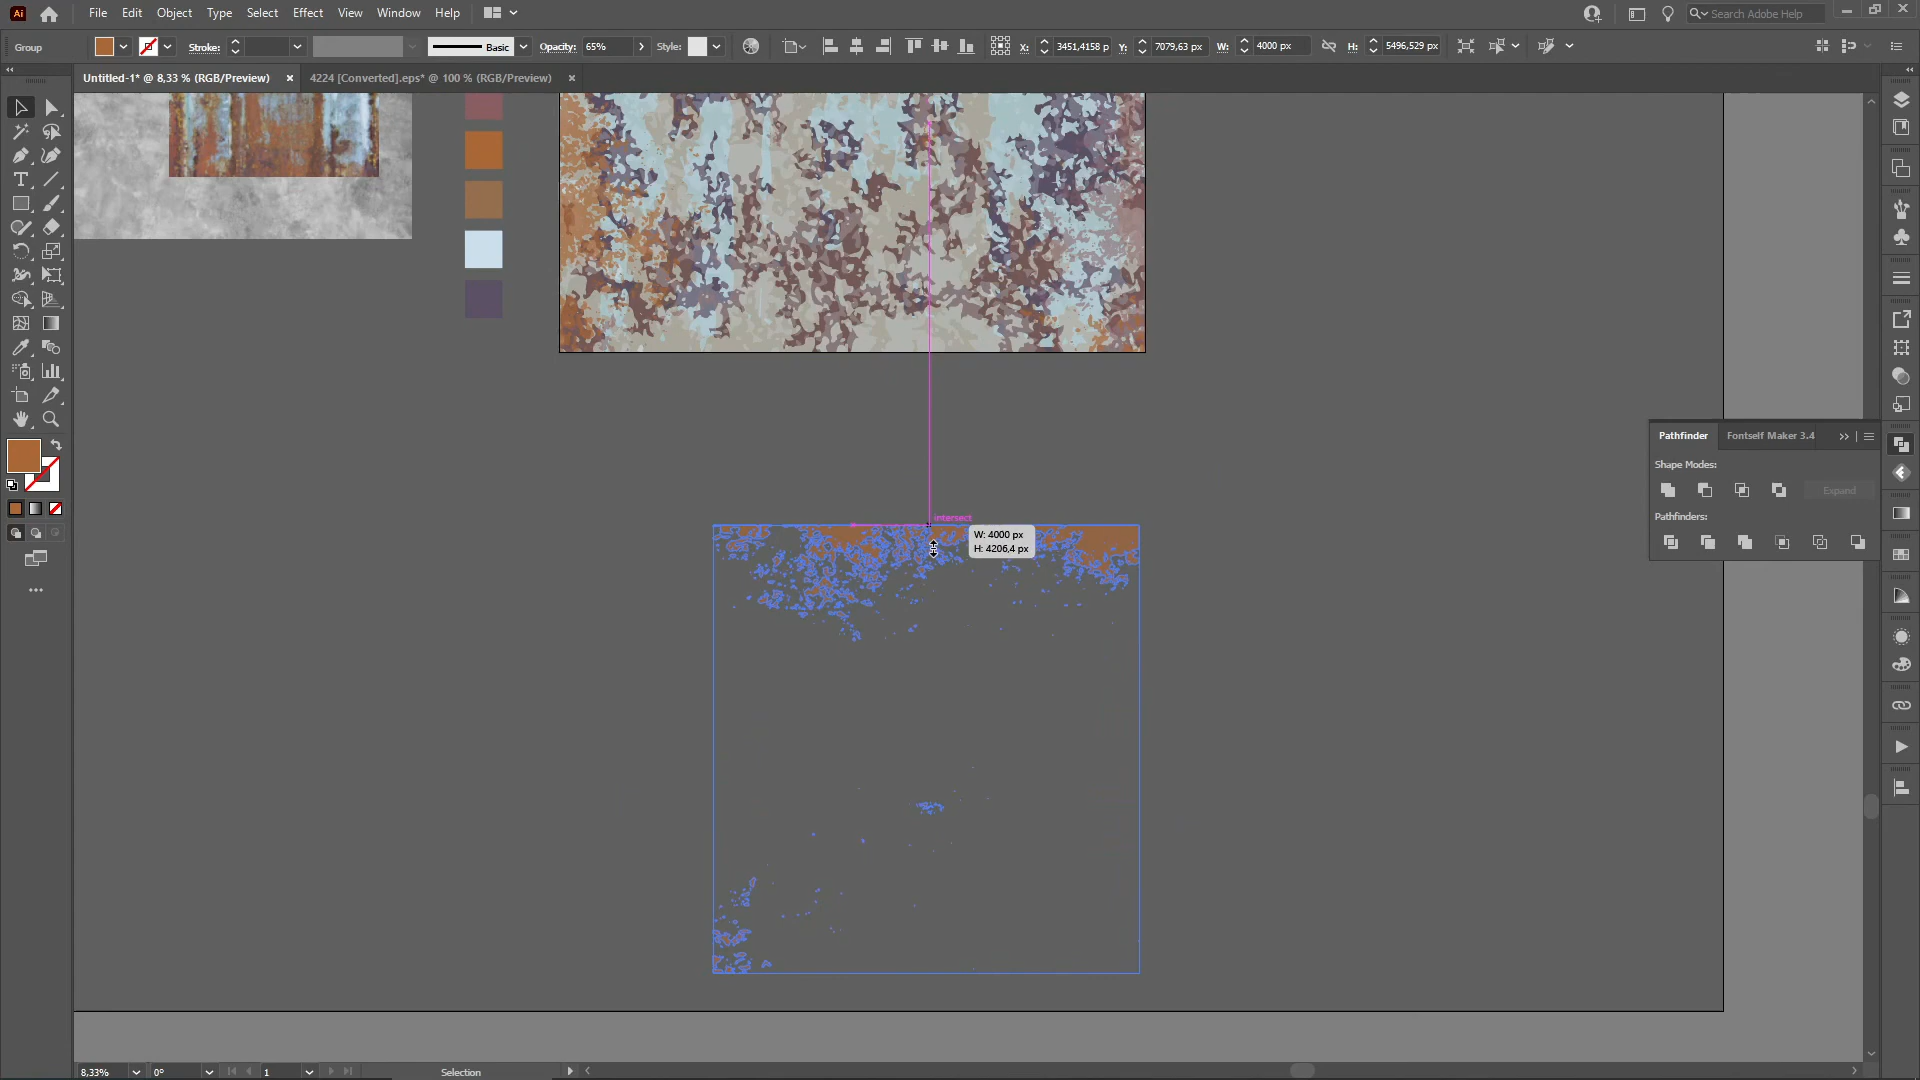 Ai File Edit Object Type Select Effect View Window Help Search Adobe Help
Group Stroke: Basic Opacity: 65% Style: X: 3451,4158 p Y: 7079,63 px W: 4000 px H: 5496,529 px
Untitled-1* @ 8,33 % (RGB/Preview) 4224 [Converted].eps* @ 100 % (RGB/Preview)
Pathfinder Fontself Maker 3.4
Shape Modes:
Expand
Pathfinders:
intersect
W: 4000 px
H: 4206,4 px
8,33% 0° 1 Selection